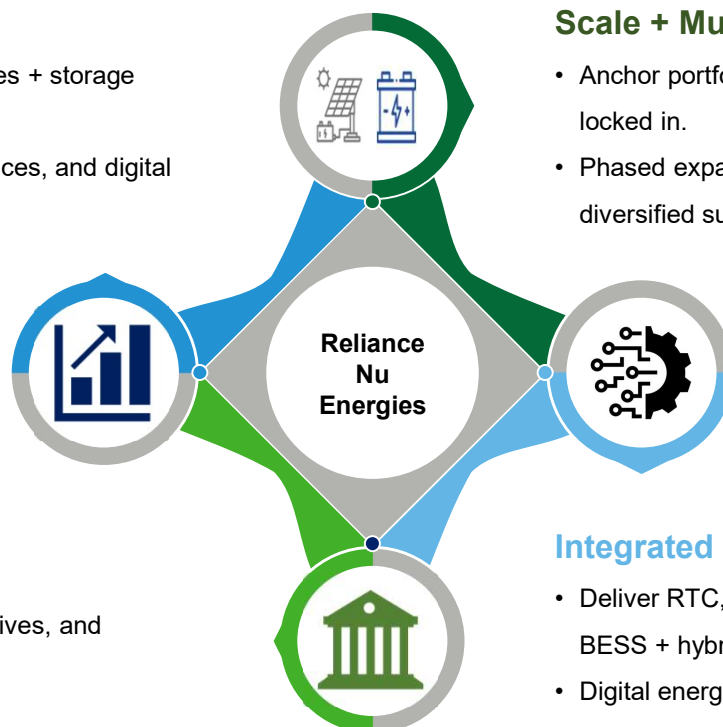 Scale + Mu
es + storage
• Anchor portfo
locked in.
ces, and digital
• Phased expa
diversified su
Reliance
Nu
Energies
Integrated
• Deliver RTC,
ives, and
BESS + hybr
• Digital energ